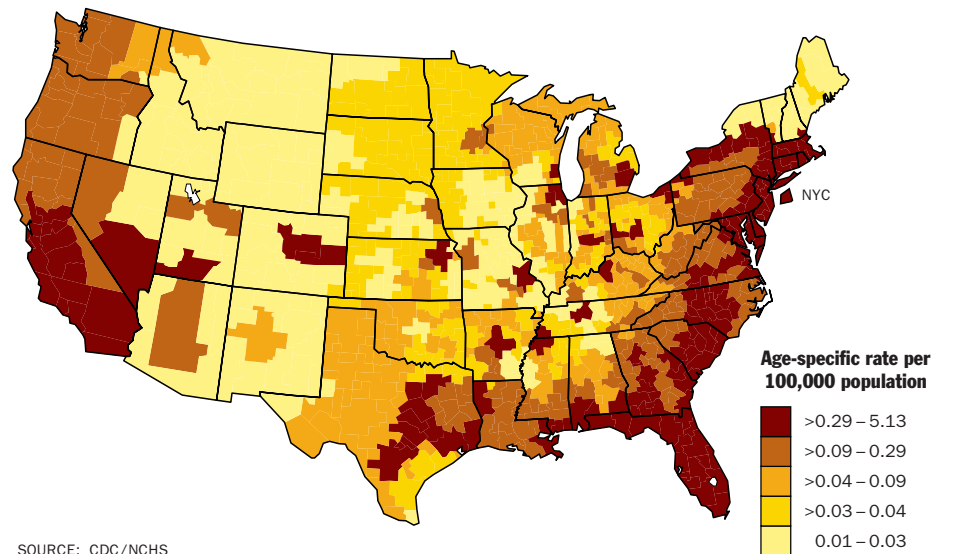 NYC
Age-specific rate per
100,000 population
>0.29 – 5.13
>0.09 – 0.29
>0.04 – 0.09
>0.03 – 0.04
0.01 – 0.03
SOURCE: CDC/NCHS